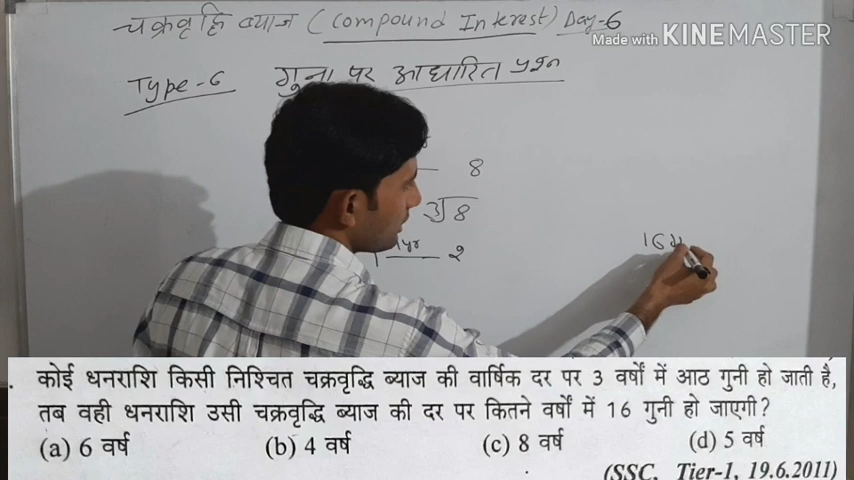 चक्रवृद्धि ब्याज (Compound Interest) Day-6
Made with KINEMASTER
Type-6 गुना पर आधारित प्रश्न
8
3√8
1yr 2
16
. कोई धनराशि किसी निश्चित चक्रवृद्धि ब्याज की वार्षिक दर पर 3 वर्षों में आठ गुनी हो जाती है,
तब वही धनराशि उसी चक्रवृद्धि ब्याज की दर पर कितने वर्षों में 16 गुनी हो जाएगी?
(a) 6 वर्ष (b) 4 वर्ष (c) 8 वर्ष (d) 5 वर्ष
(SSC, Tier-1, 19.6.2011)